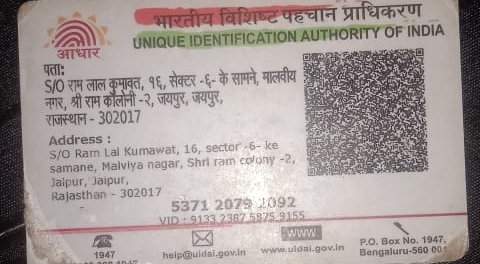 भारतीय विशिष्ट पहचान प्राधिकरण
UNIQUE IDENTIFICATION AUTHORITY OF INDIA
आधार
पता:
S/O राम लाल कुमावत, १६, सेक्टर -६- के सामने, मालवीय
नगर, श्री राम कॉलोनी -२, जयपुर, जयपुर,
राजस्थान - 302017
Address :
S/O Ram Lal Kumawat, 16, sector -6- ke
samane, Malviya nagar, Shri ram colony -2,
Jaipur, Jaipur,
Rajasthan - 302017
5371 2079 1092
VID : 9133 2387 5875 9155
1947
help@uidai.gov.in
WWW
www.uidai.gov.in
P.O. Box No. 1947,
Bengaluru-560 001